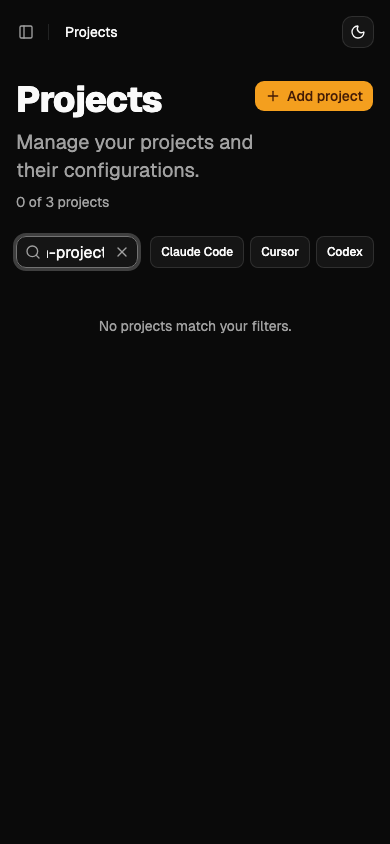 Projects
Projects
Add project
Manage your projects and
their configurations.
0 of 3 projects
-project
Claude Code
Cursor
Codex
No projects match your filters.